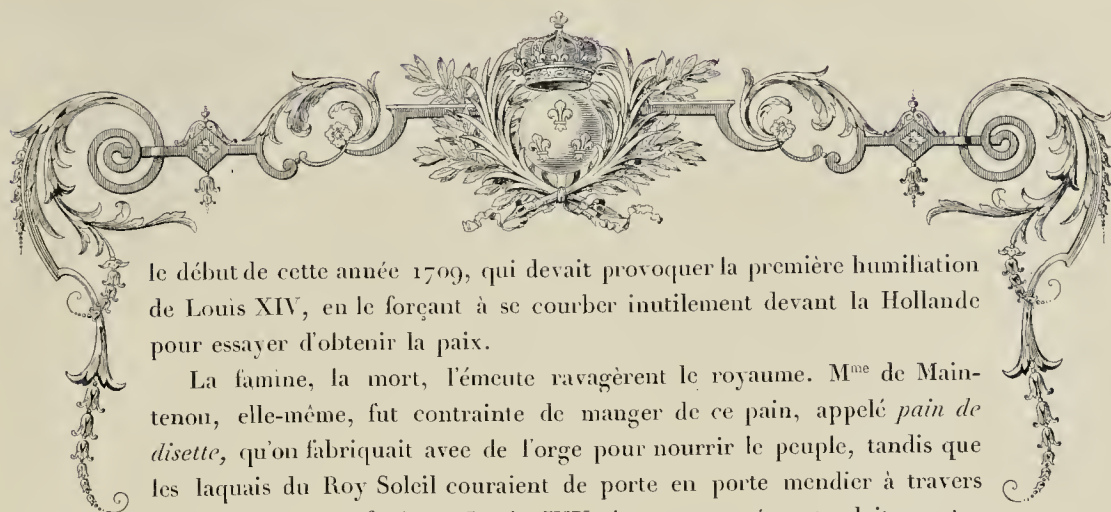 le début de cette année 1709, qui devait provoquer la première humiliation
de Louis XIV, en le forçant à se courber inutilement devant la Hollande
pour essayer d'obtenir la paix.
La famine, la mort, l'émeute ravagèrent le royaume. Mme de Main-
tenon, elle-même, fut contrainte de manger de ce pain, appelé pain de
disette, qu'on fabriquait avec de l'orge pour nourrir le peuple, tandis que
les laquais du Roy Soleil couraient de porte en porte mendier à travers